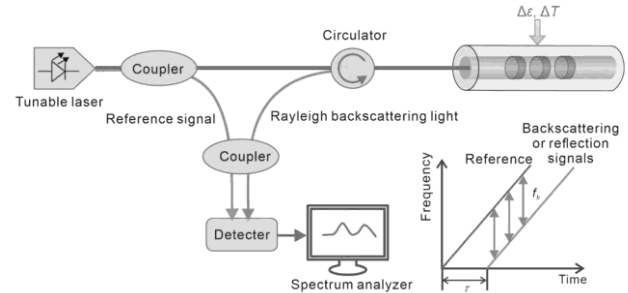 Δε, ΔT
Circulator
Coupler
Tunable laser
Reference signal
Rayleigh backscattering light
Coupler
Detecter
Spectrum analyzer
Backscattering
or reflection
signals
Reference
Frequency
f_b
Time
τ